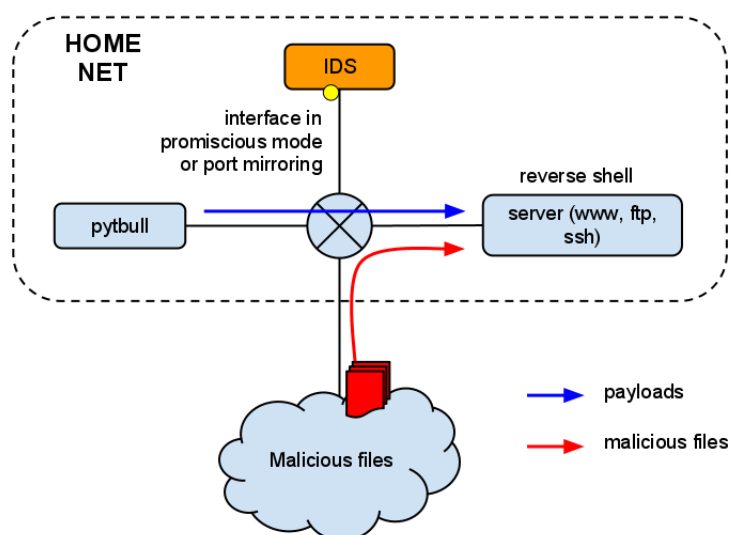 HOME
NET
IDS
interface in
promiscious mode
or port mirroring
reverse shell
pytbull
server (www, ftp,
ssh)
payloads
malicious files
Malicious files